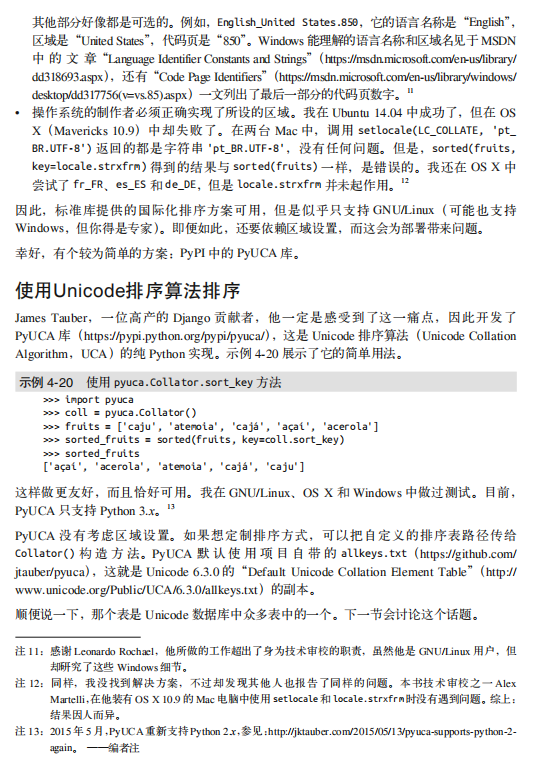 其他部分好像都是可选的。例如，English_United States.850，它的语言名称是“English”，
区域是“United States”，代码页是“850”。Windows 能理解的语言名称和区域名见于 MSDN
中的文章“Language Identifier Constants and Strings”（https://msdn.microsoft.com/en-us/library/
dd318693.aspx），还有“Code Page Identifiers”（https://msdn.microsoft.com/en-us/library/windows/
desktop/dd317756(v=vs.85).aspx）一文列出了最后一部分的代码页数字。11
• 操作系统的制作者必须正确实现了所设的区域。我在 Ubuntu 14.04 中成功了，但在 OS
X（Mavericks 10.9）中却失败了。在两台 Mac 中，调用 setlocale(LC_COLLATE, 'pt_
BR.UTF-8') 返回的都是字符串 'pt_BR.UTF-8'，没有任何问题。但是，sorted(fruits,
key=locale.strxfrm) 得到的结果与 sorted(fruits) 一样，是错误的。我还在 OS X 中
尝试了 fr_FR、es_ES 和 de_DE，但是 locale.strxfrm 并未起作用。12
因此，标准库提供的国际化排序方案可用，但是似乎只支持 GNU/Linux（可能也支持
Windows，但你得是专家）。即便如此，还要依赖区域设置，而这会为部署带来问题。
幸好，有个较为简单的方案：PyPI 中的 PyUCA 库。
使用Unicode排序算法排序
James Tauber，一位高产的 Django 贡献者，他一定是感受到了这一痛点，因此开发了
PyUCA 库（https://pypi.python.org/pypi/pyuca/），这是 Unicode 排序算法（Unicode Collation
Algorithm，UCA）的纯 Python 实现。示例 4-20 展示了它的简单用法。
示例 4-20 使用 pyuca.Collator.sort_key 方法
>>> import pyuca
>>> coll = pyuca.Collator()
>>> fruits = ['caju', 'atemoia', 'cajá', 'açaí', 'acerola']
>>> sorted_fruits = sorted(fruits, key=coll.sort_key)
>>> sorted_fruits
['açaí', 'acerola', 'atemoia', 'cajá', 'caju']
这样做更友好，而且恰好可用。我在 GNU/Linux、OS X 和 Windows 中做过测试。目前，
PyUCA 只支持 Python 3.x。13
PyUCA 没有考虑区域设置。如果想定制排序方式，可以把自定义的排序表路径传给
Collator() 构造方法。PyUCA 默认使用项目自带的 allkeys.txt（https://github.com/
jtauber/pyuca），这就是 Unicode 6.3.0 的“Default Unicode Collation Element Table”（http://
www.unicode.org/Public/UCA/6.3.0/allkeys.txt）的副本。
顺便说一下，那个表是 Unicode 数据库中众多表中的一个。下一节会讨论这个话题。
注 11：感谢 Leonardo Rochael，他所做的工作超出了身为技术审校的职责，虽然他是 GNU/Linux 用户，但
却研究了这些 Windows 细节。
注 12：同样，我没找到解决方案，不过却发现其他人也报告了同样的问题。本书技术审校之一 Alex
Martelli，在他装有 OS X 10.9 的 Mac 电脑中使用 setlocale 和 locale.strxfrm 时没有遇到问题。综上：
结果因人而异。
注 13：2015 年 5 月，PyUCA 重新支持 Python 2.x，参见：http://jktauber.com/2015/05/13/pyuca-supports-python-2-
again。 ——编者注